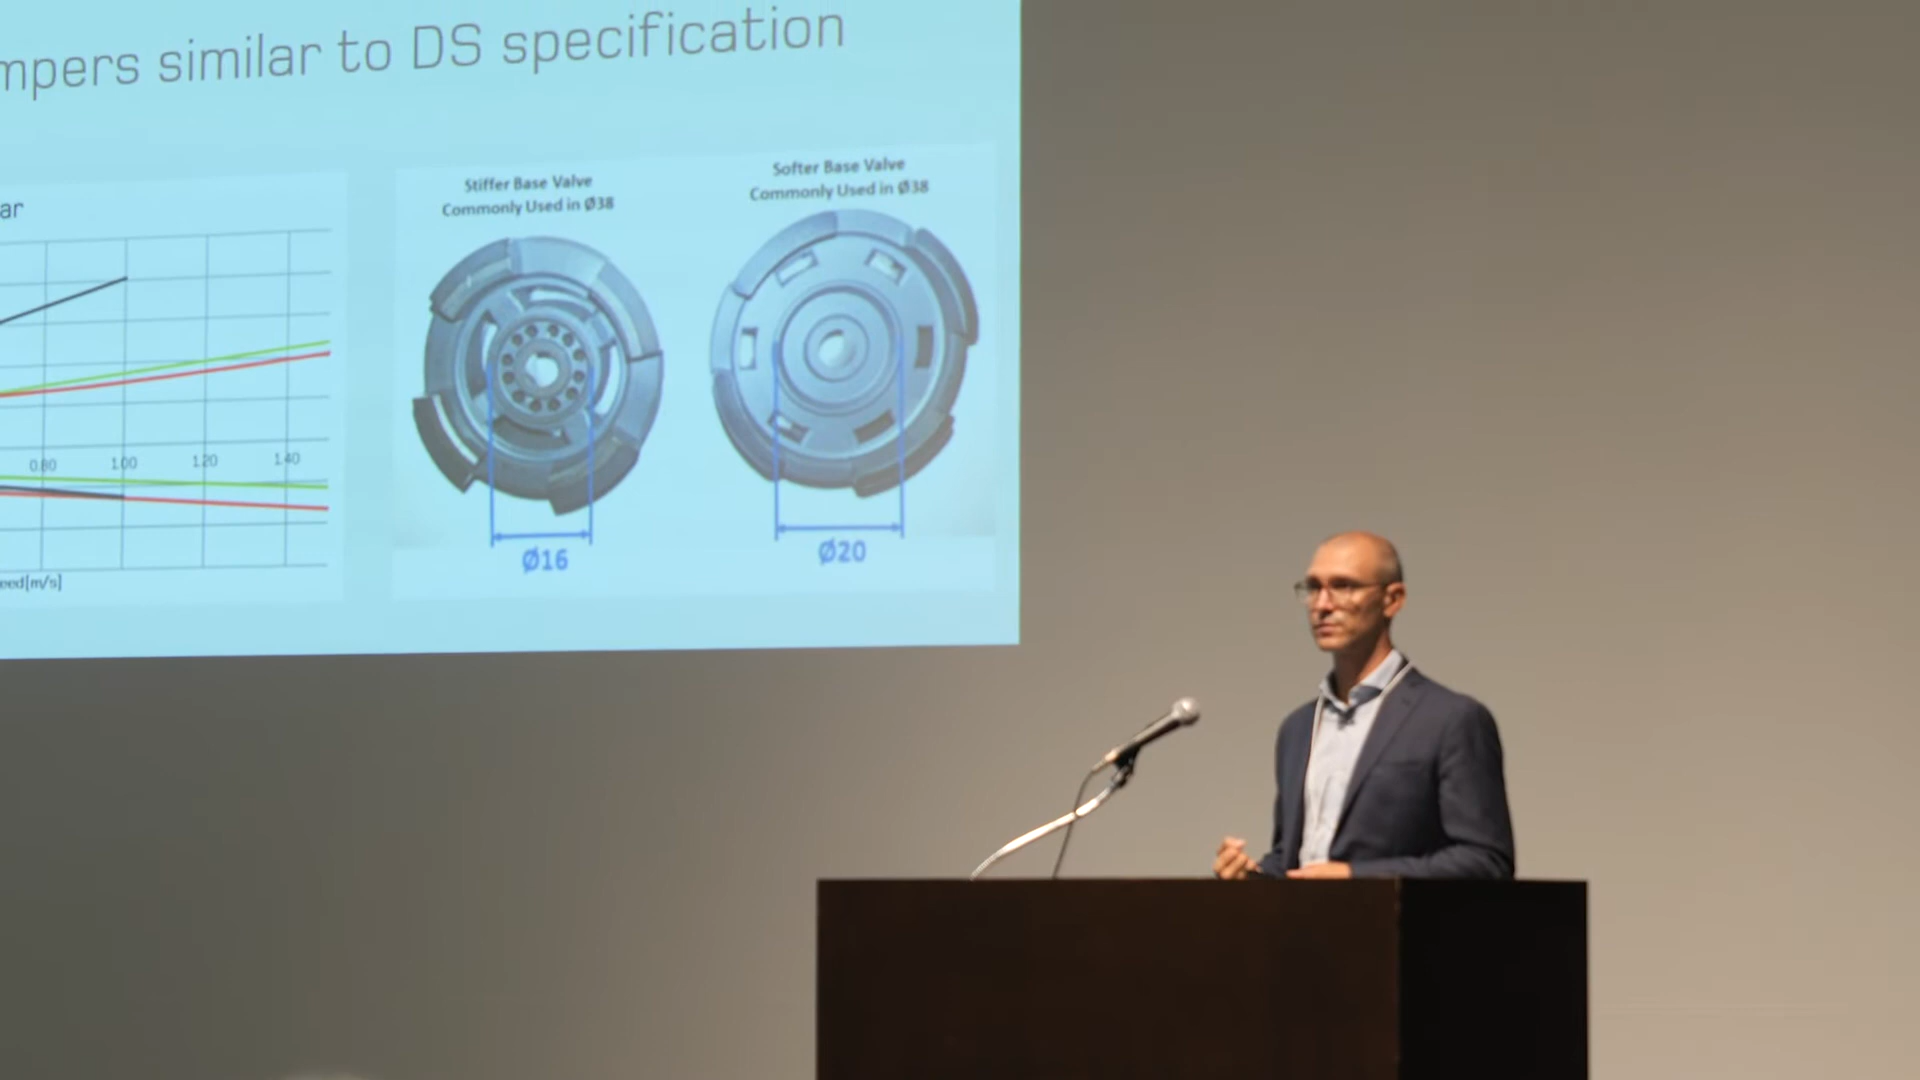 mpers similar to DS specification
ar
Stiffer Base Valve
Commonly Used in Ø38
Softer Base Valve
Commonly Used in Ø38
0.80 1.00 1.20 1.40
eed[m/s]
Ø16
Ø20